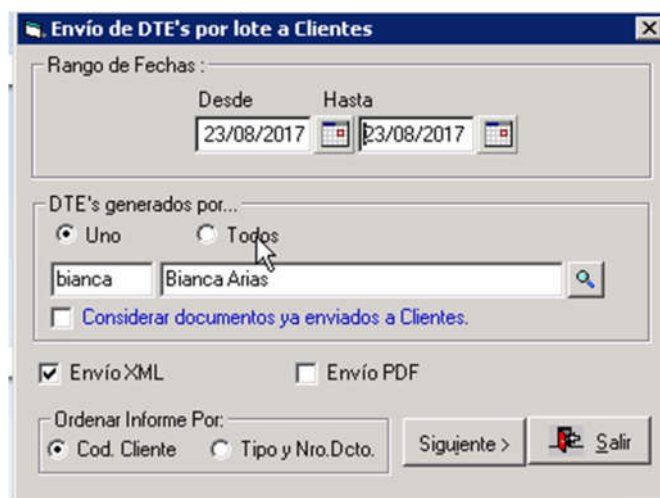 Envío de DTE's por lote a Clientes
Rango de Fechas :
Desde Hasta
23/08/2017 23/08/2017
DTE's generados por...
Uno Todos
bianca Bianca Arias
Considerar documentos ya enviados a Clientes.
Envío XML Envío PDF
Ordenar Informe Por:
Cod. Cliente Tipo y Nro.Dcto.
Siguiente > Salir